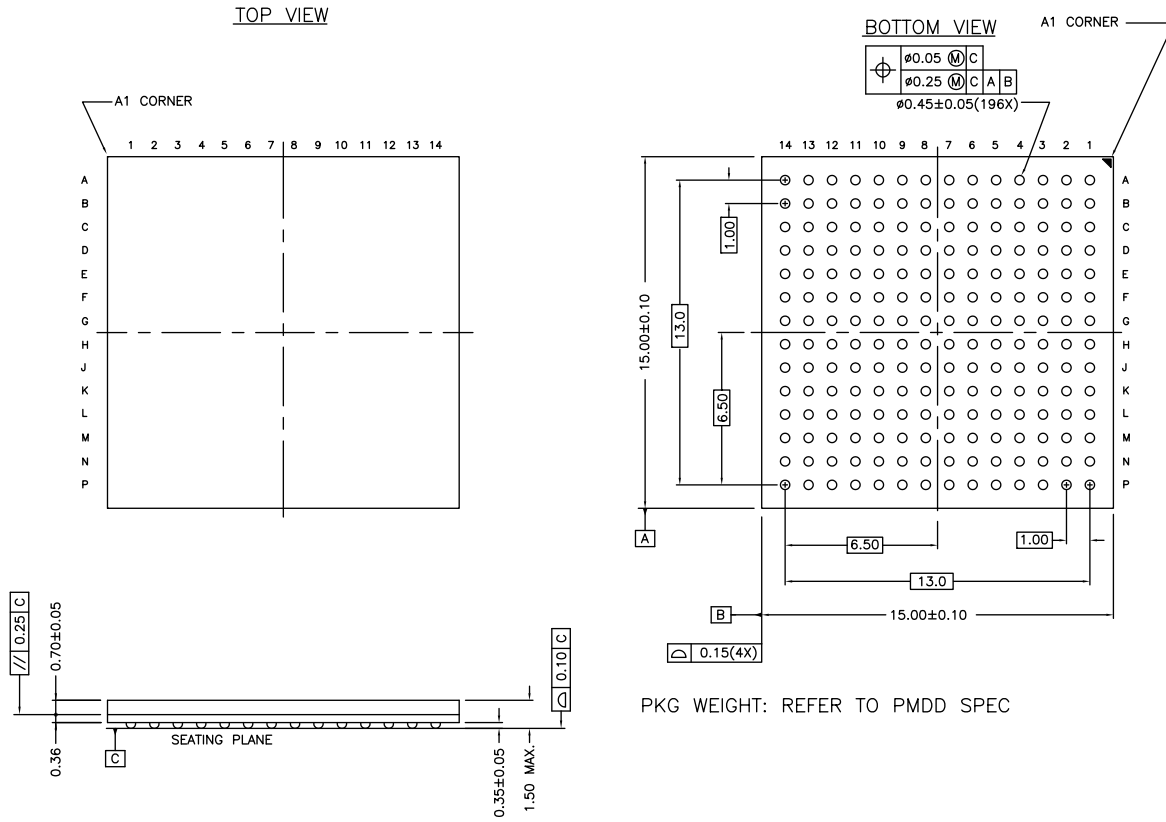 TOP VIEW
A1 CORNER
1 2 3 4 5 6 7 8 9 10 11 12 13 14
A
B
C
D
E
F
G
H
J
K
L
M
N
P
BOTTOM VIEW
A1 CORNER
⌖ ⌀0.05 Ⓜ C
⌀0.25 Ⓜ C A B
⌀0.45±0.05(196X)
14 13 12 11 10 9 8 7 6 5 4 3 2 1
A
B
C
D
E
F
G
H
J
K
L
M
N
P
1.00
13.0
15.00±0.10
6.50
A
6.50
1.00
13.0
B
15.00±0.10
⌓ 0.15(4X)
// 0.25 C
0.70±0.05
0.36
C
SEATING PLANE
0.35±0.05
1.50 MAX.
⌓ 0.10 C
PKG WEIGHT: REFER TO PMDD SPEC